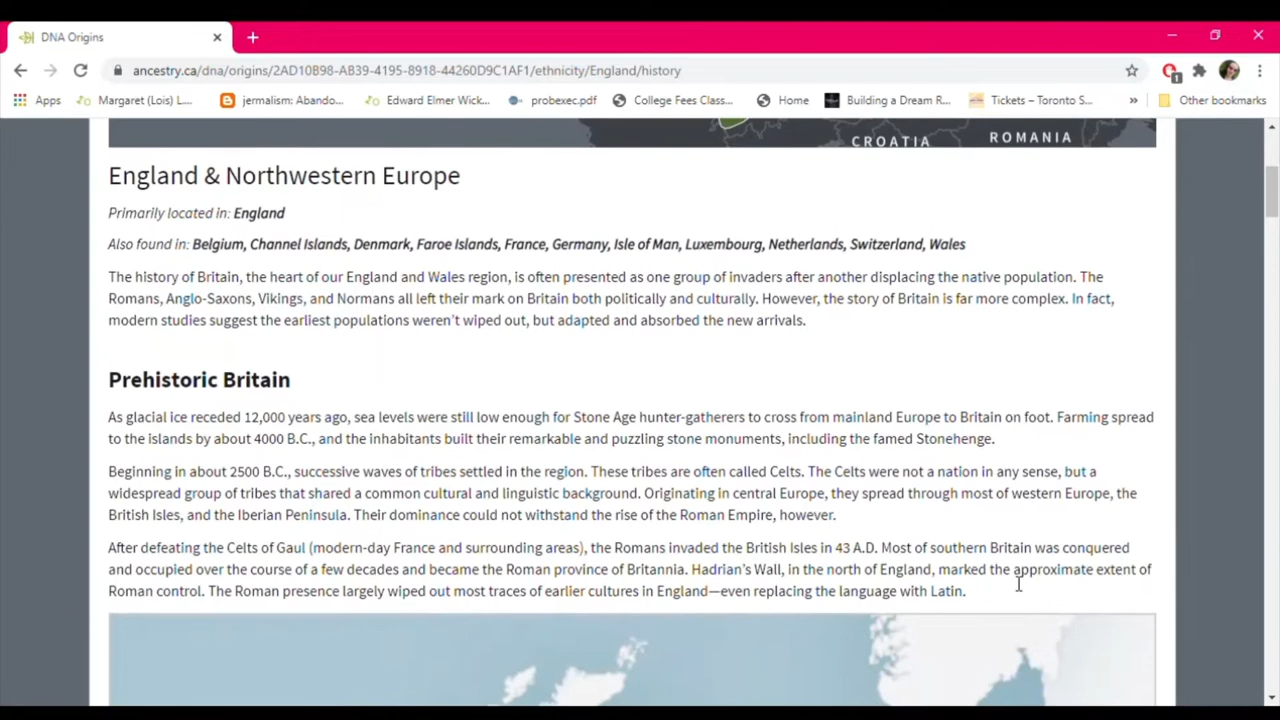 DNA Origins
ancestry.ca/dna/origins/2AD10B98-AB39-4195-8918-44260D9C1AF1/ethnicity/England/history
Apps Margaret (Lois) L... jermalism: Abando... Edward Elmer Wick... probexec.pdf College Fees Class... Home Building a Dream R... Tickets – Toronto S... » Other bookmarks
CROATIA ROMANIA
England & Northwestern Europe
Primarily located in: England
Also found in: Belgium, Channel Islands, Denmark, Faroe Islands, France, Germany, Isle of Man, Luxembourg, Netherlands, Switzerland, Wales
The history of Britain, the heart of our England and Wales region, is often presented as one group of invaders after another displacing the native population. The
Romans, Anglo-Saxons, Vikings, and Normans all left their mark on Britain both politically and culturally. However, the story of Britain is far more complex. In fact,
modern studies suggest the earliest populations weren't wiped out, but adapted and absorbed the new arrivals.
Prehistoric Britain
As glacial ice receded 12,000 years ago, sea levels were still low enough for Stone Age hunter-gatherers to cross from mainland Europe to Britain on foot. Farming spread
to the islands by about 4000 B.C., and the inhabitants built their remarkable and puzzling stone monuments, including the famed Stonehenge.
Beginning in about 2500 B.C., successive waves of tribes settled in the region. These tribes are often called Celts. The Celts were not a nation in any sense, but a
widespread group of tribes that shared a common cultural and linguistic background. Originating in central Europe, they spread through most of western Europe, the
British Isles, and the Iberian Peninsula. Their dominance could not withstand the rise of the Roman Empire, however.
After defeating the Celts of Gaul (modern-day France and surrounding areas), the Romans invaded the British Isles in 43 A.D. Most of southern Britain was conquered
and occupied over the course of a few decades and became the Roman province of Britannia. Hadrian's Wall, in the north of England, marked the approximate extent of
Roman control. The Roman presence largely wiped out most traces of earlier cultures in England—even replacing the language with Latin.